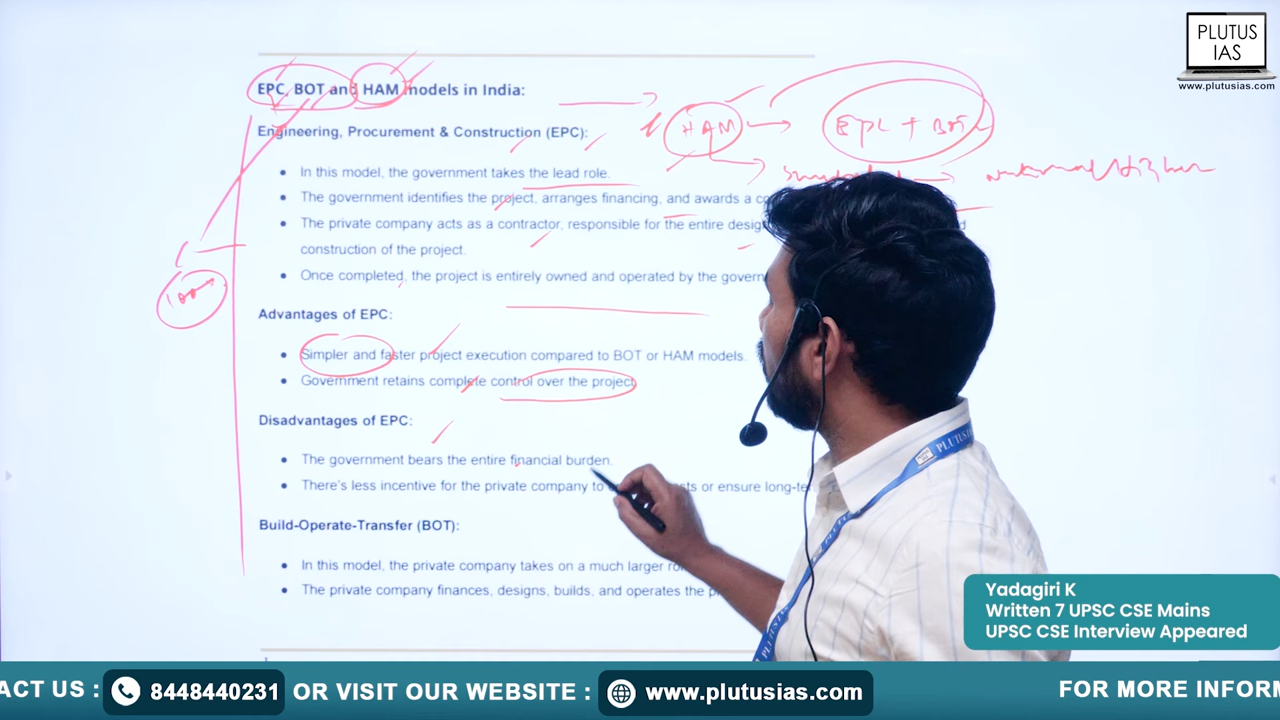 PLUTUS
IAS
www.plutusias.com
EPC, BOT and HAM models in India:
HAM EPC + BOT
Engineering, Procurement & Construction (EPC):
In this model, the government takes the lead role.
The government identifies the project, arranges financing, and awards a
The private company acts as a contractor, responsible for the entire
construction of the project.
Once completed, the project is entirely owned and operated by the
Advantages of EPC:
Simpler and faster project execution compared to BOT or HAM models.
Government retains complete control over the project
Disadvantages of EPC:
The government bears the entire financial burden.
There's less incentive for the private company to or ensure
Build-Operate-Transfer (BOT):
In this model, the private company takes on a much larger
The private company finances, designs, builds, and operates the
PLUTUS
Yadagiri K
Written 7 UPSC CSE Mains
UPSC CSE Interview Appeared
ACT US : 8448440231 OR VISIT OUR WEBSITE : www.plutusias.com FOR MORE INFORM